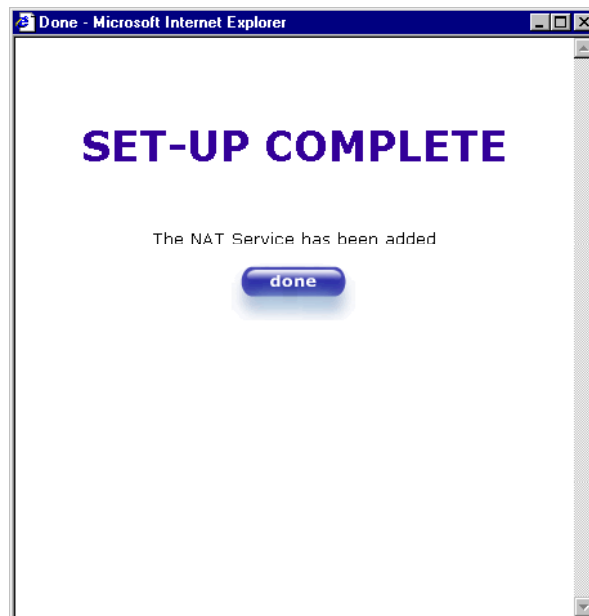 Done - Microsoft Internet Explorer
SET-UP COMPLETE
The NAT Service has been added
done